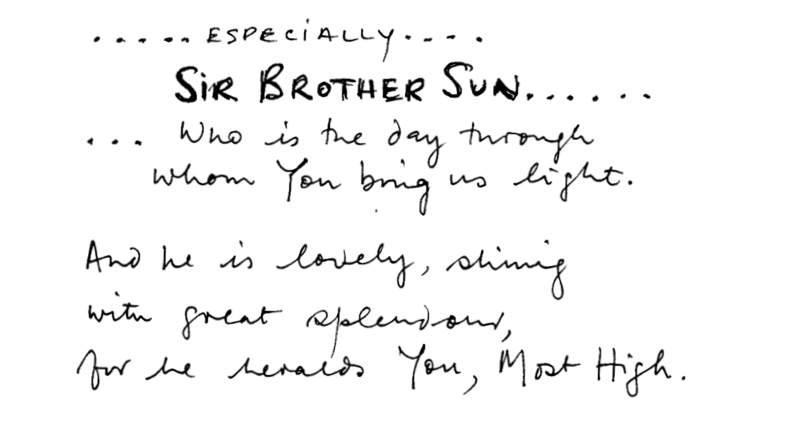 ..... ESPECIALLY....
SIR BROTHER SUN......
... Who is the day through
whom You bring us light.
And he is lovely, shining
with great splendour,
for he heralds You, Most High.